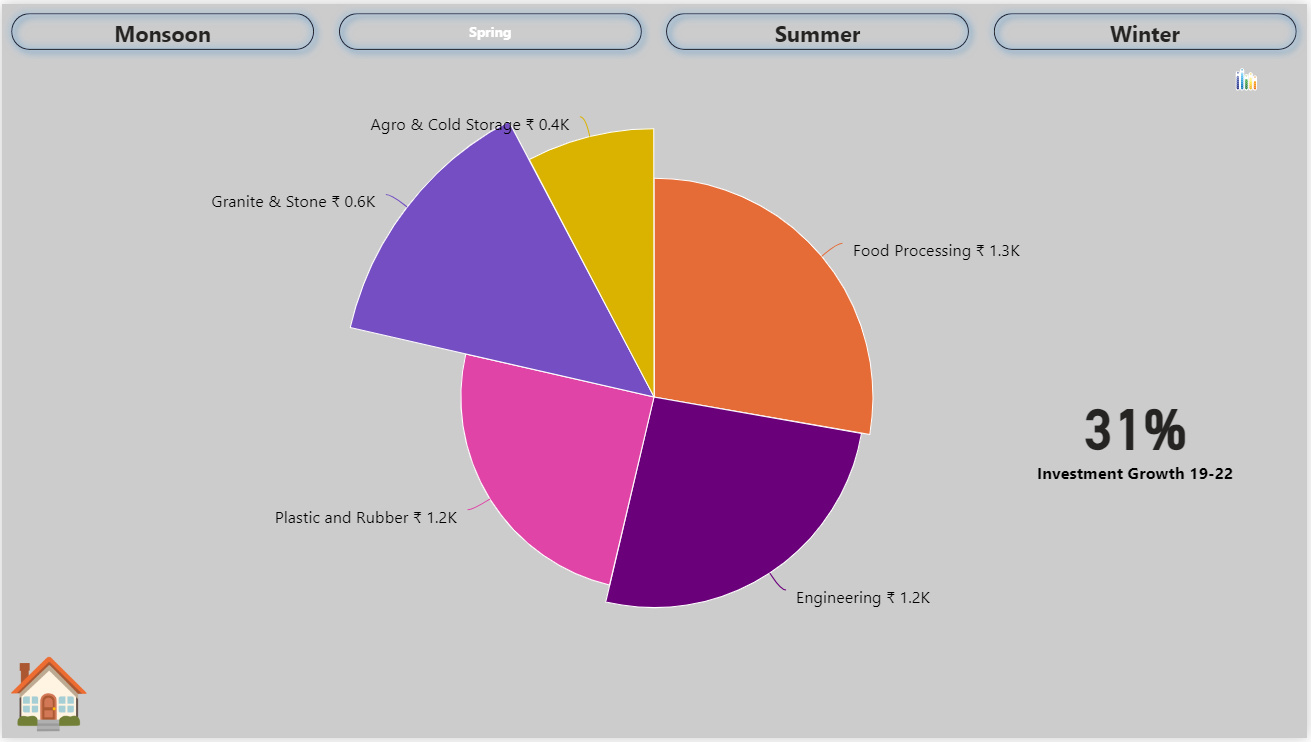 Monsoon
Spring
Summer
Winter
Agro & Cold Storage ₹ 0.4K
Granite & Stone ₹ 0.6K
Food Processing ₹ 1.3K
31%
Investment Growth 19-22
Plastic and Rubber ₹ 1.2K
Engineering ₹ 1.2K